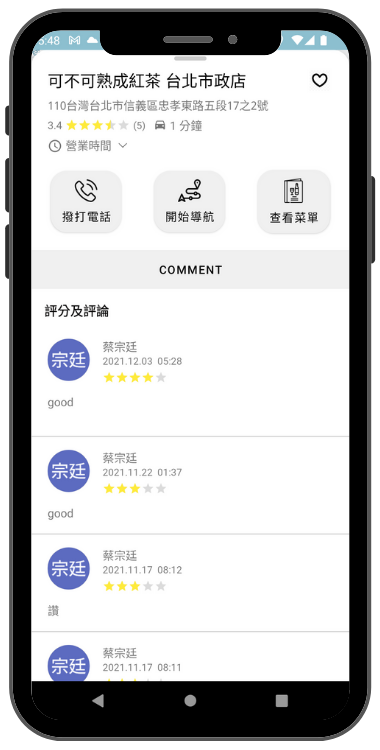 5:48
可不可熟成紅茶 台北市政店
110台灣台北市信義區忠孝東路五段17之2號
3.4 (5) 1 分鐘
營業時間
撥打電話 開始導航 查看菜單
COMMENT
評分及評論
宗廷 蔡宗廷
2021.12.03 05:28
good
宗廷 蔡宗廷
2021.11.22 01:37
good
宗廷 蔡宗廷
2021.11.17 08:12
讚
宗廷 蔡宗廷
2021.11.17 08:11